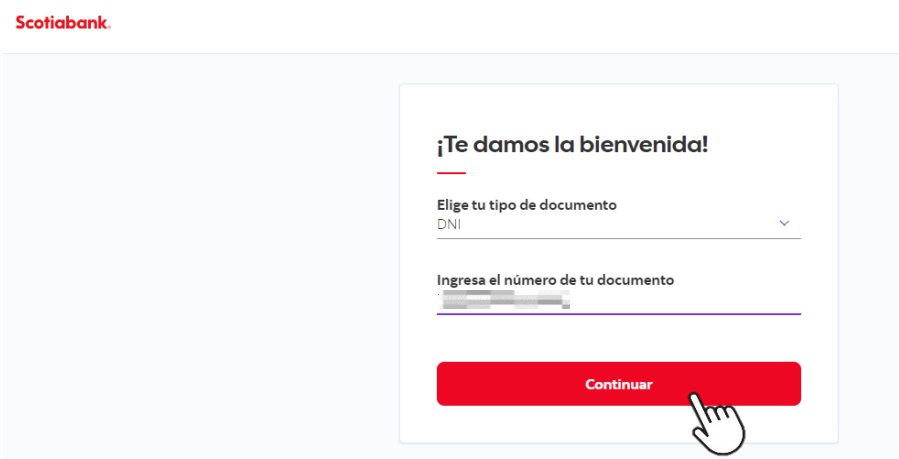 Scotiabank.
¡Te damos la bienvenida!
Elige tu tipo de documento
DNI
Ingresa el número de tu documento
Continuar